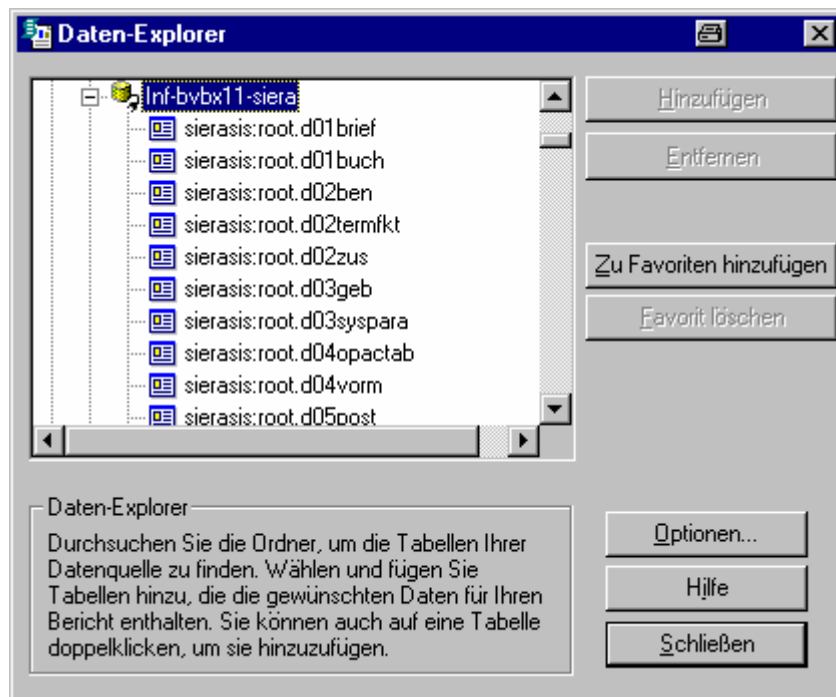 Daten-Explorer
Inf-bvbx11-siera
sierasis:root.d01brief
sierasis:root.d01buch
sierasis:root.d02ben
sierasis:root.d02termfkt
sierasis:root.d02zus
sierasis:root.d03geb
sierasis:root.d03syspara
sierasis:root.d04opactab
sierasis:root.d04vorm
sierasis:root.d05post
Hinzufügen
Entfernen
Zu Favoriten hinzufügen
Favorit löschen
Daten-Explorer
Durchsuchen Sie die Ordner, um die Tabellen Ihrer
Datenquelle zu finden. Wählen und fügen Sie
Tabellen hinzu, die die gewünschten Daten für Ihren
Bericht enthalten. Sie können auch auf eine Tabelle
doppelklicken, um sie hinzuzufügen.
Optionen...
Hilfe
Schließen